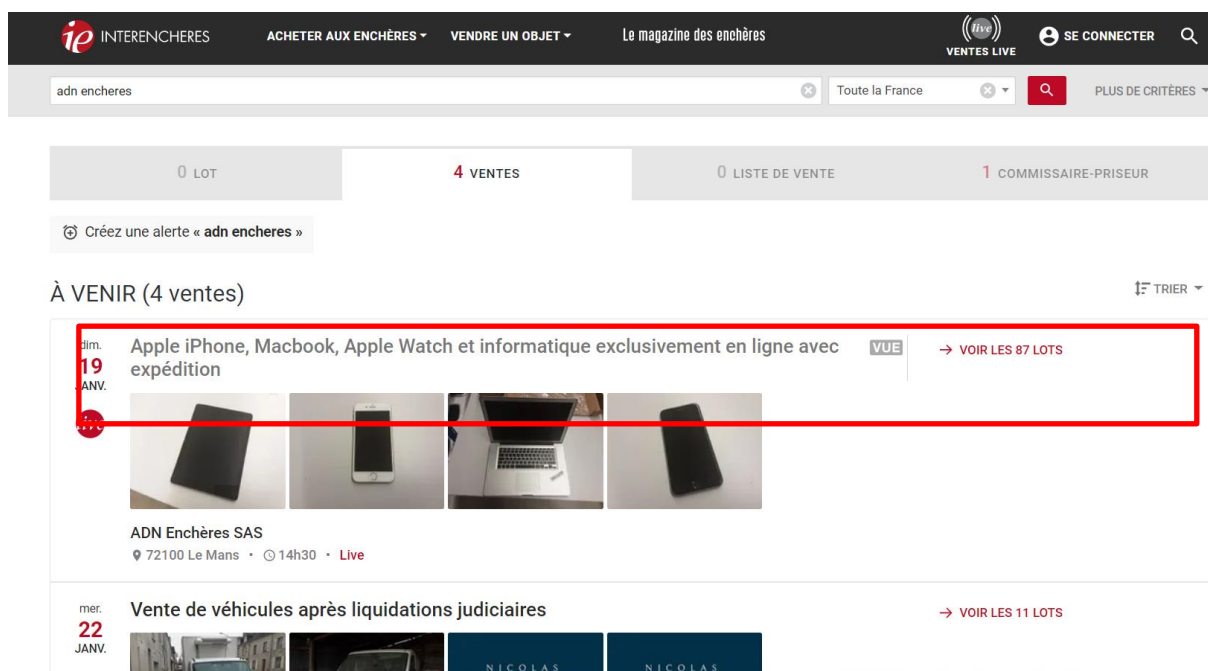 ie INTERENCHERES ACHETER AUX ENCHÈRES VENDRE UN OBJET Le magazine des enchères live VENTES LIVE SE CONNECTER
adn encheres Toute la France PLUS DE CRITÈRES
0 LOT 4 VENTES 0 LISTE DE VENTE 1 COMMISSAIRE-PRISEUR
Créez une alerte « adn encheres »
À VENIR (4 ventes) TRIER
dim.
19
JANV.
live
Apple iPhone, Macbook, Apple Watch et informatique exclusivement en ligne avec
expédition
VUE
→ VOIR LES 87 LOTS
ADN Enchères SAS
72100 Le Mans • 14h30 • Live
mer.
22
JANV.
Vente de véhicules après liquidations judiciaires
→ VOIR LES 11 LOTS
NICOLAS NICOLAS